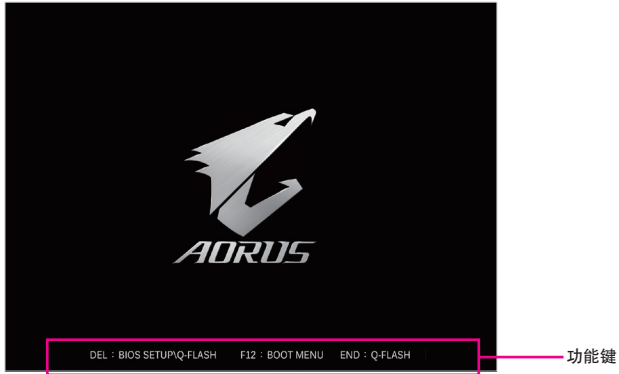 AORUS
DEL : BIOS SETUP\Q-FLASH F12 : BOOT MENU END : Q-FLASH
功能键